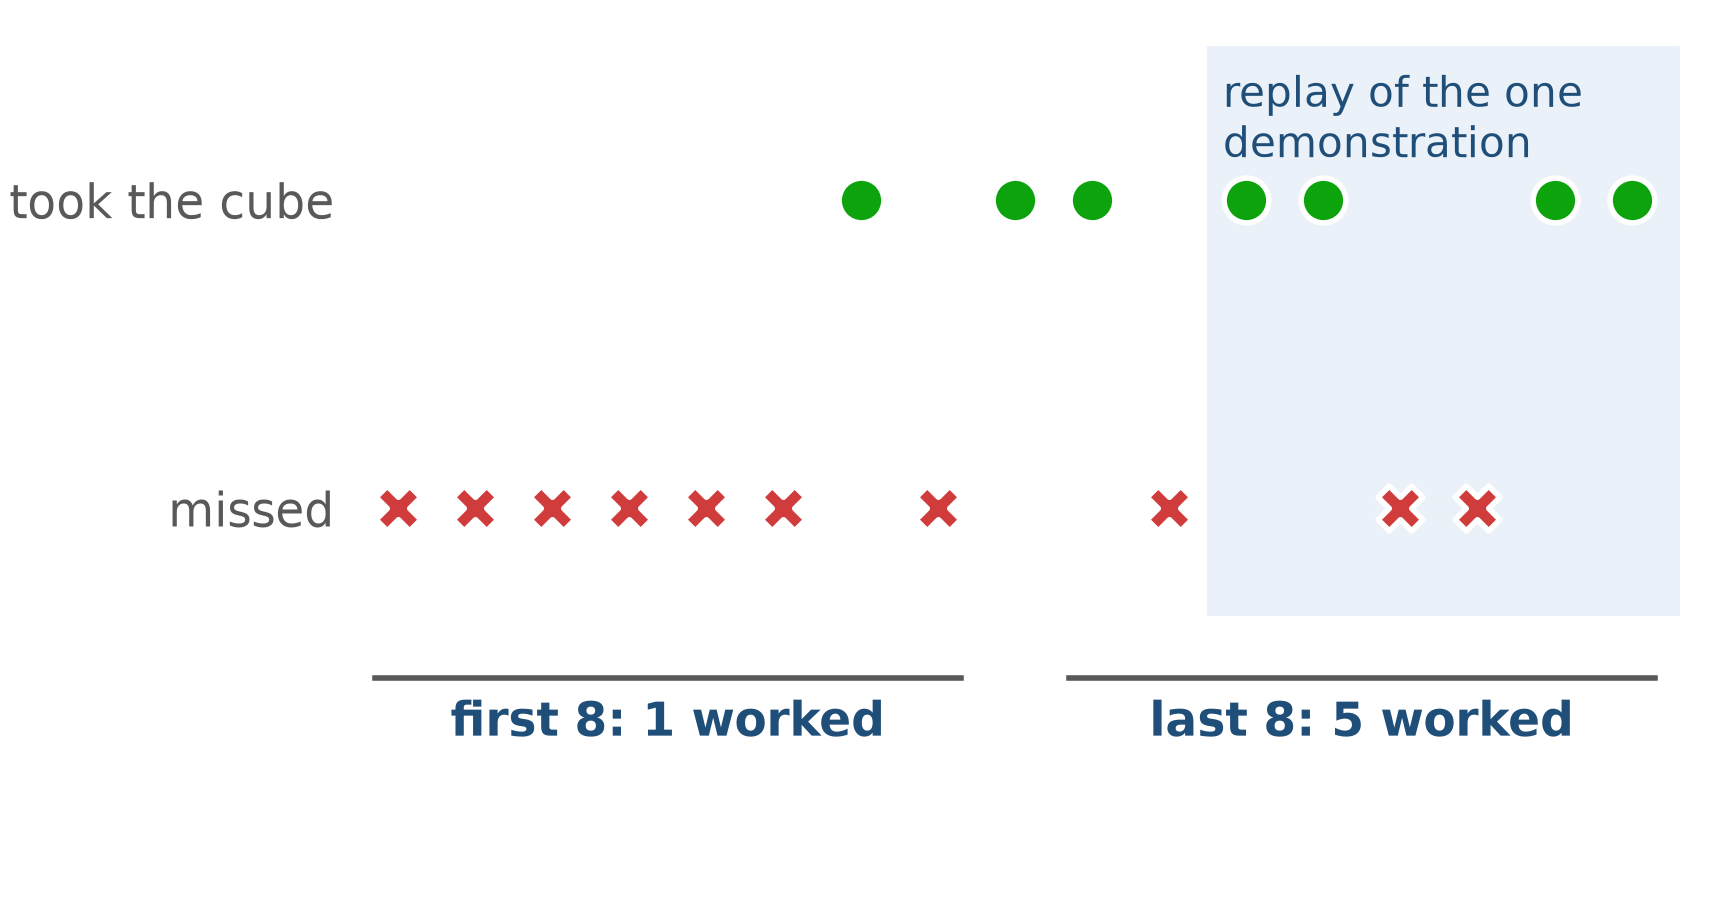 replay of the one
demonstration
took the cube
missed
first 8: 1 worked
last 8: 5 worked